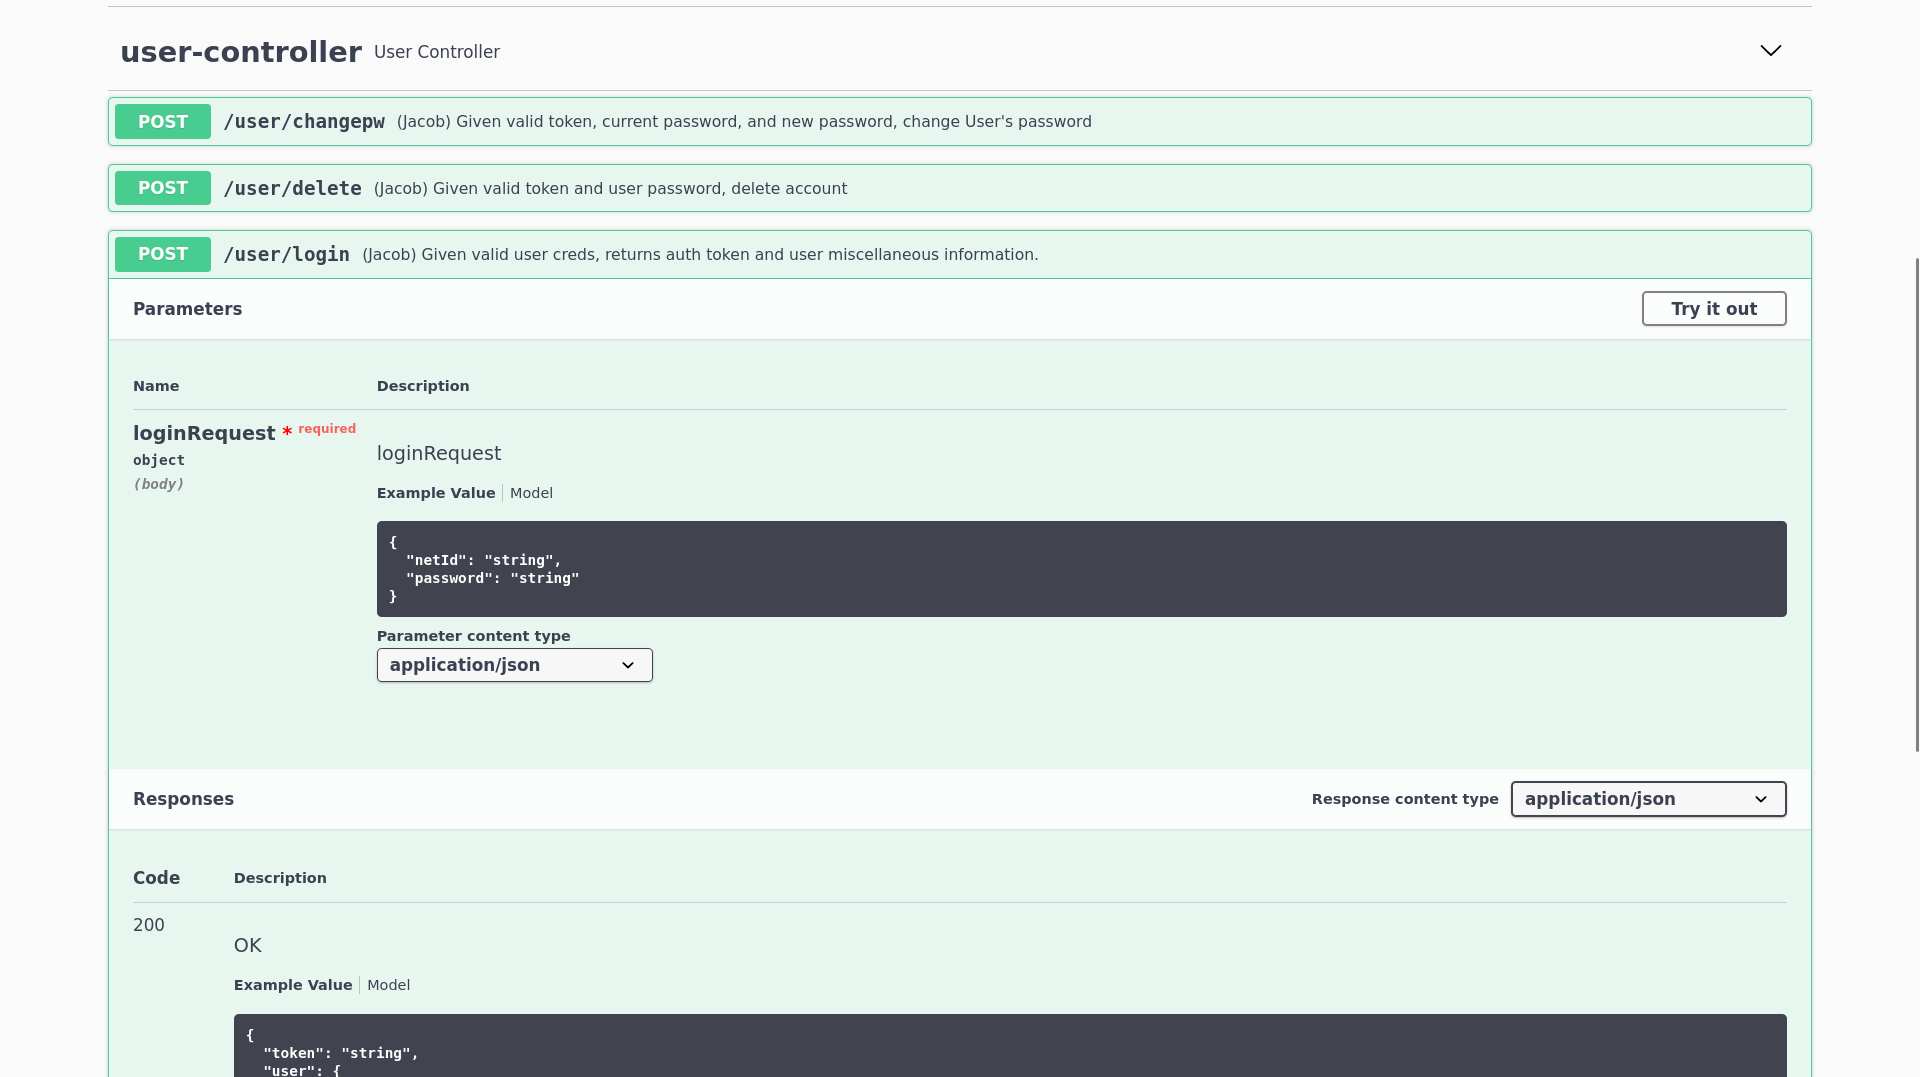 user-controller User Controller
POST /user/changepw (Jacob) Given valid token, current password, and new password, change User's password
POST /user/delete (Jacob) Given valid token and user password, delete account
POST /user/login (Jacob) Given valid user creds, returns auth token and user miscellaneous information.
Parameters Try it out
Name Description
loginRequest * required
object
(body)
loginRequest
Example Value Model
{
"netId": "string",
"password": "string"
}
Parameter content type
application/json
Responses Response content type application/json
Code Description
200
OK
Example Value Model
{
"token": "string",
"user": {